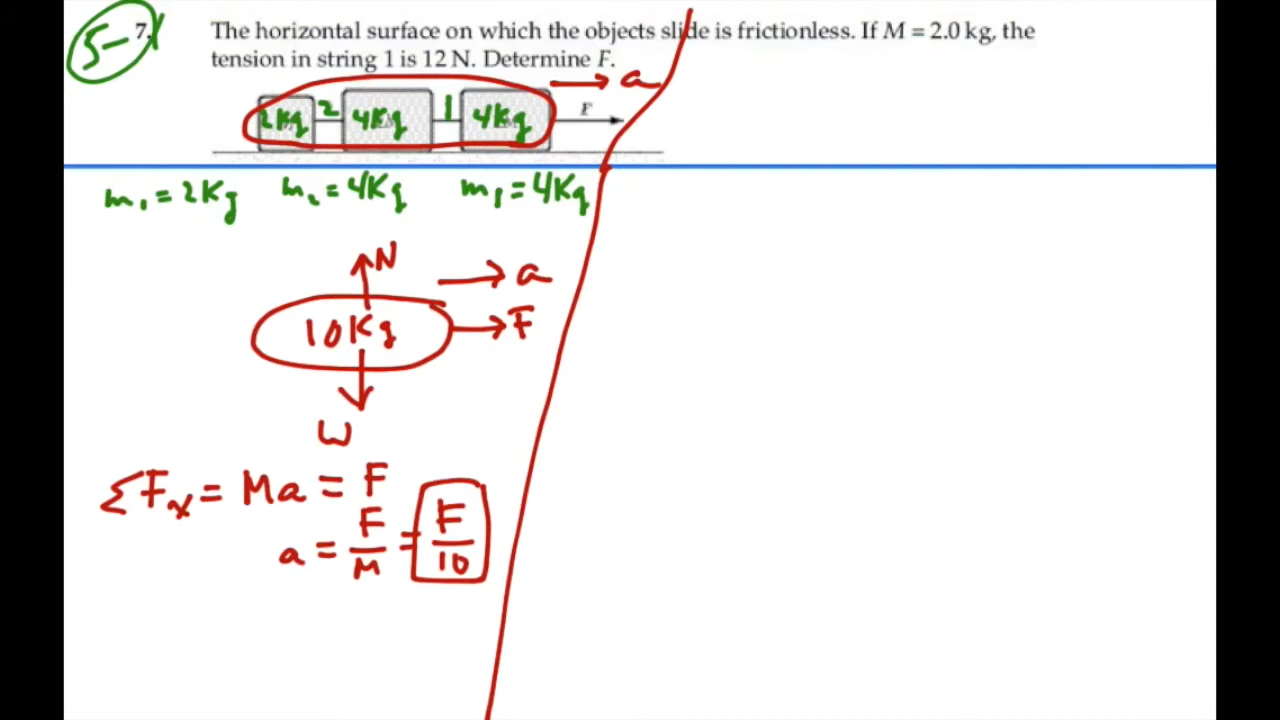 5-7. The horizontal surface on which the objects slide is frictionless. If M = 2.0 kg, the
tension in string 1 is 12 N. Determine F.
→ a
2Kg 2 4Kg 1 4Kg F
m₁ = 2Kg m₂ = 4Kg m₁ = 4Kg
N
→ a
10Kg → F
W
ΣFx = Ma = F
a = F/M = F/10